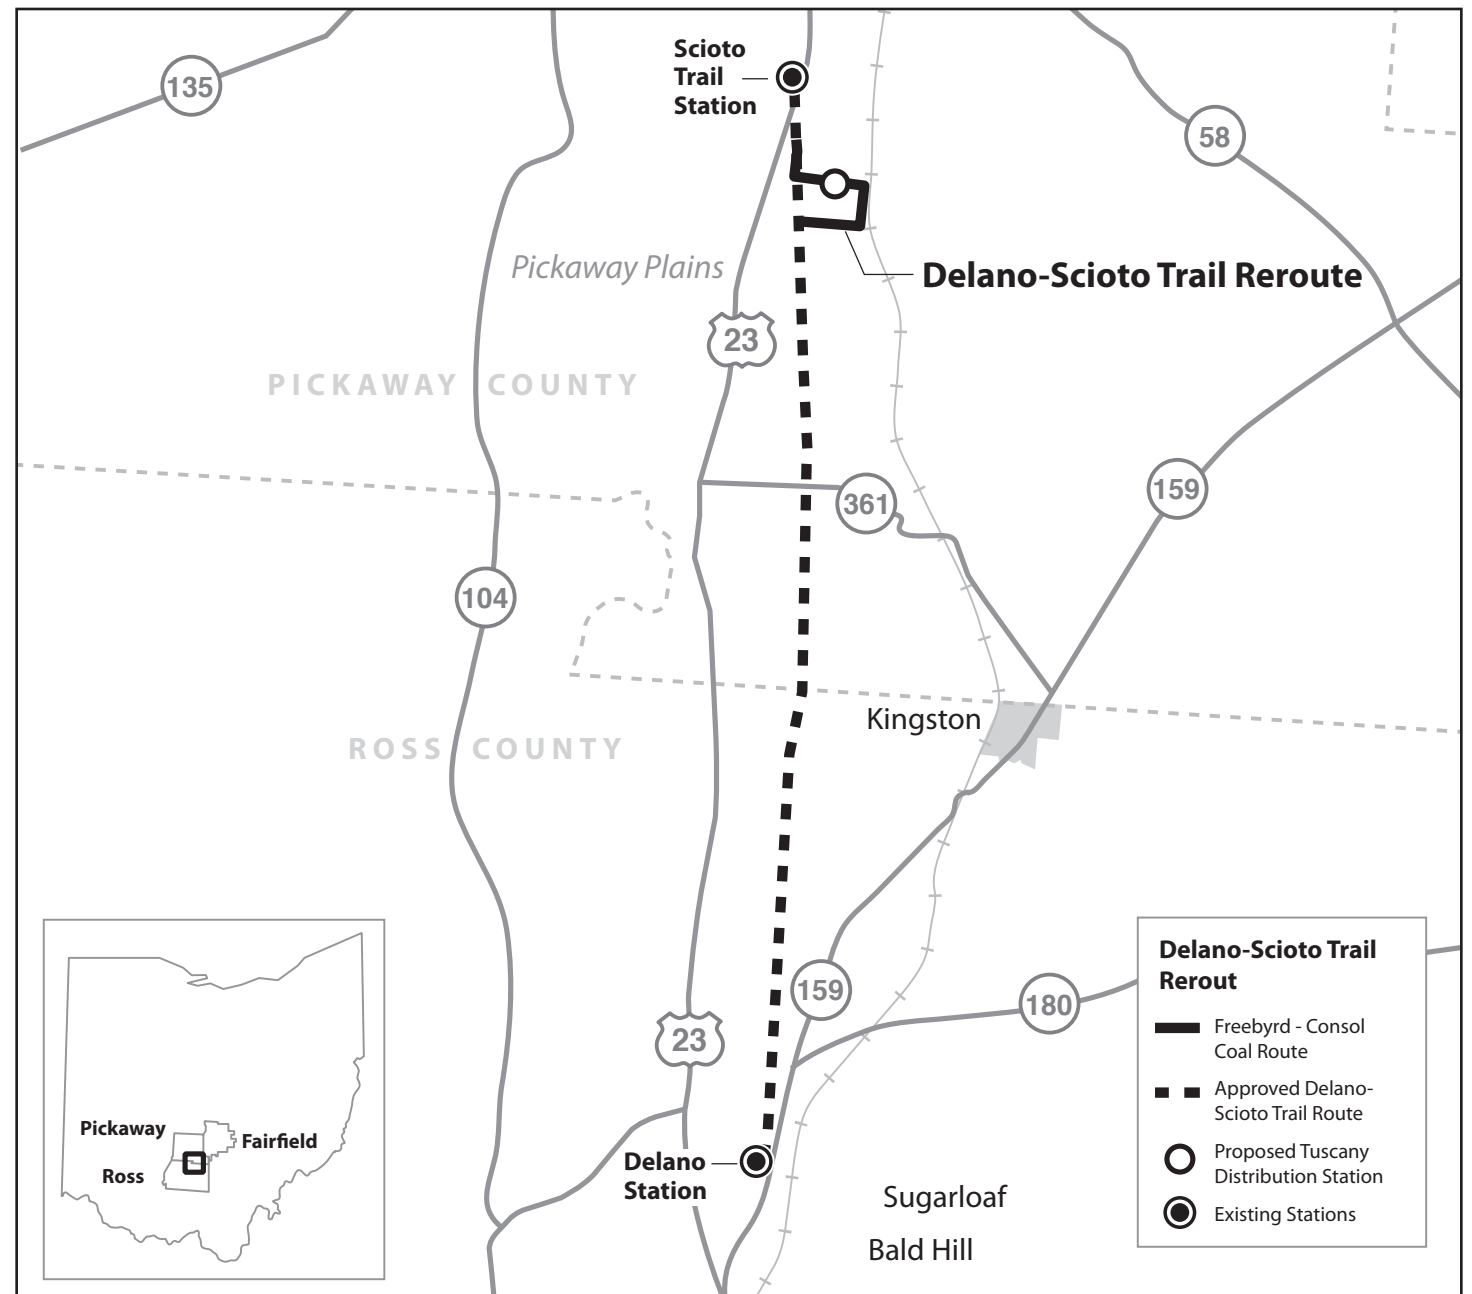 Scioto
Trail
Station
135
58
Pickaway Plains
Delano-Scioto Trail Reroute
23
PICKAWAY COUNTY
361
159
104
Kingston
ROSS COUNTY
159
180
23
Delano
Station
Sugarloaf
Bald Hill
Pickaway
Fairfield
Ross
Delano-Scioto Trail
Rerout
Freebyrd - Consol
Coal Route
Approved Delano-
Scioto Trail Route
Proposed Tuscany
Distribution Station
Existing Stations